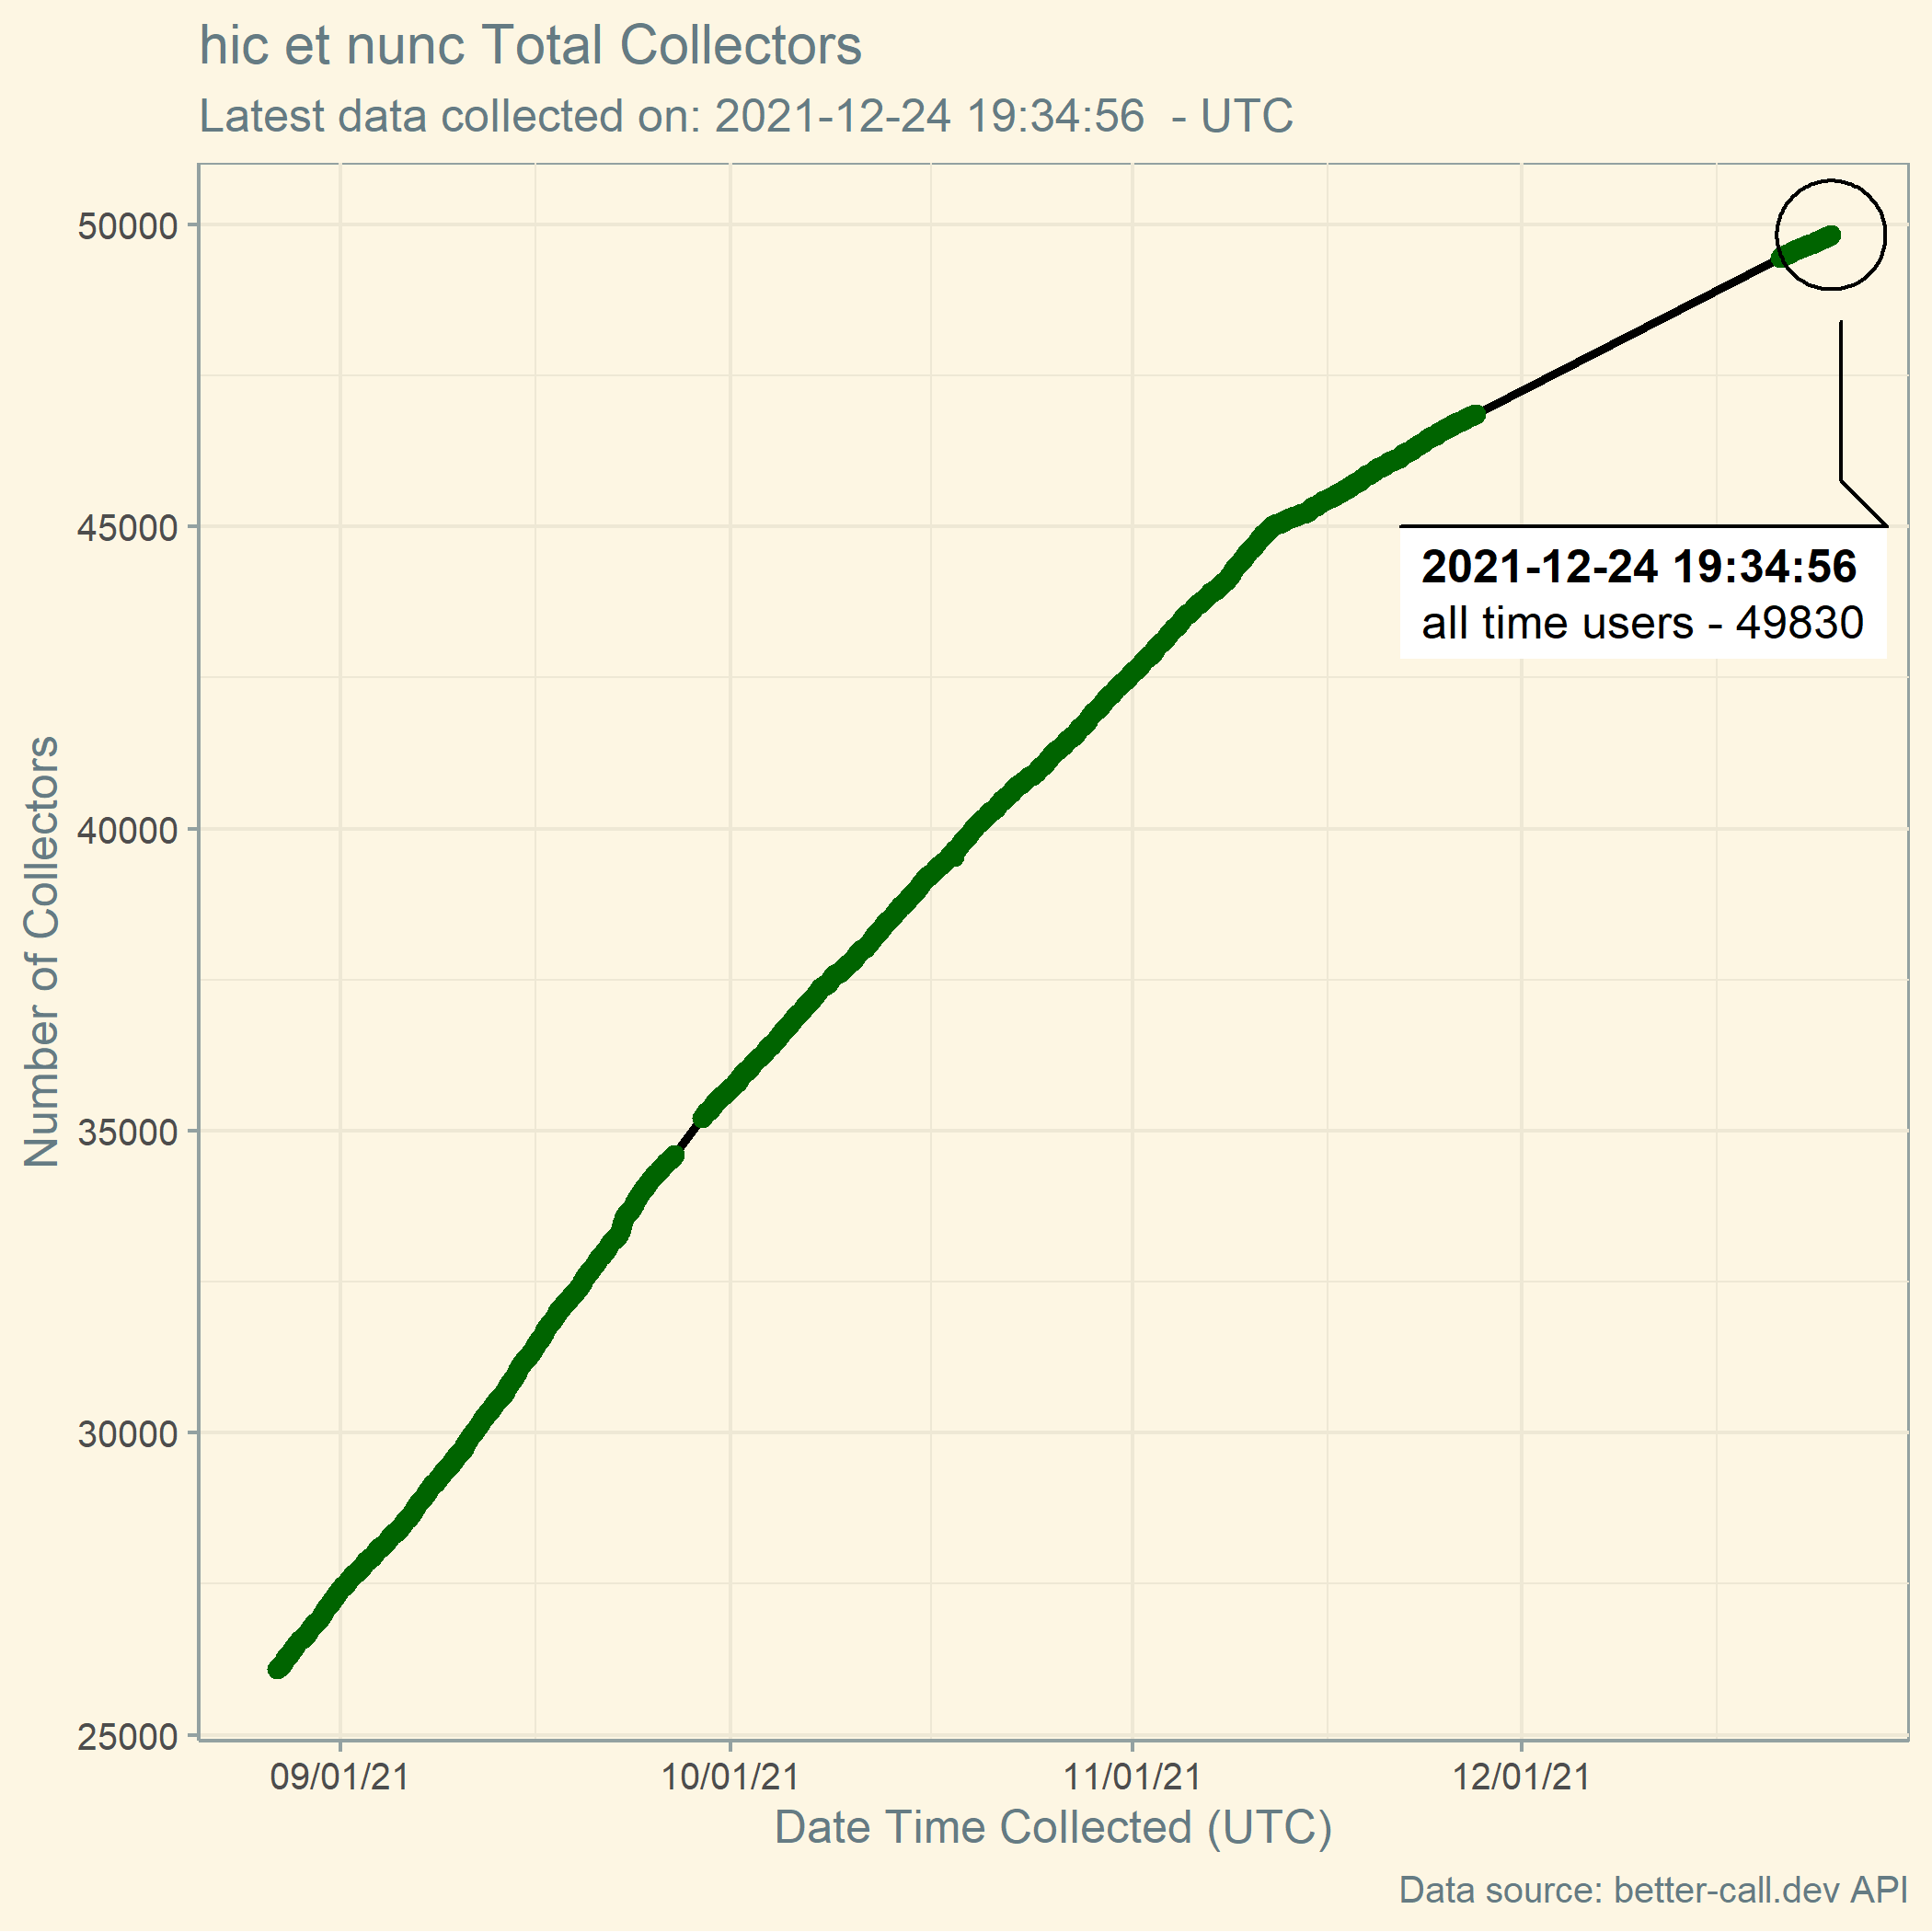 hic et nunc Total Collectors
Latest data collected on: 2021-12-24 19:34:56  - UTC
50000
45000
2021-12-24 19:34:56
all time users - 49830
40000
35000
30000
25000
Number of Collectors
09/01/21 10/01/21 11/01/21 12/01/21
Date Time Collected (UTC)
Data source: better-call.dev API